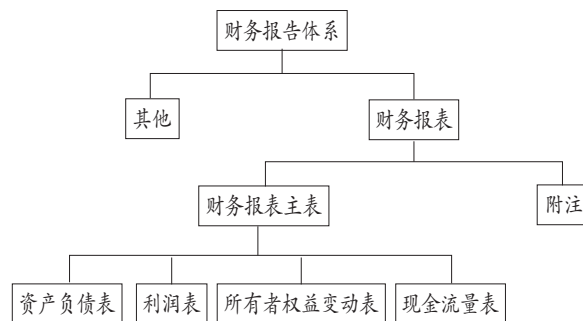 财务报告体系
其他
财务报表
财务报表主表
附注
资产负债表
利润表
所有者权益变动表
现金流量表